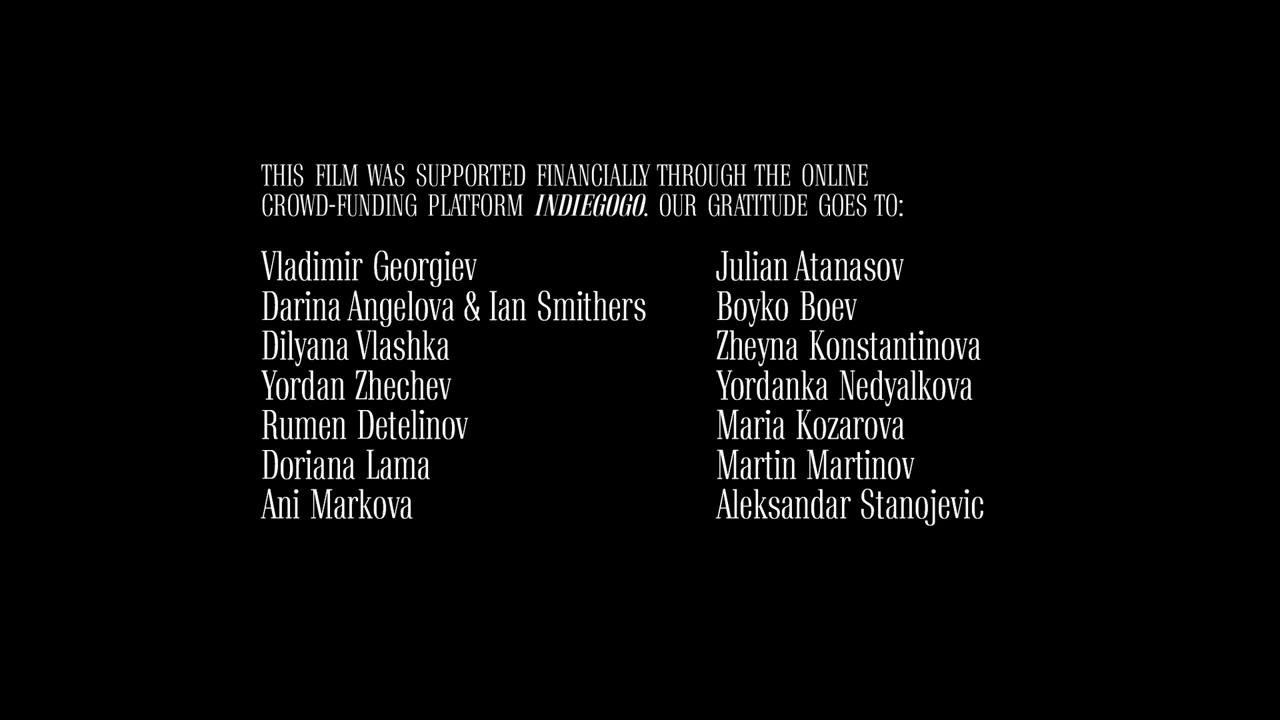 THIS FILM WAS SUPPORTED FINANCIALLY THROUGH THE ONLINE
CROWD-FUNDING PLATFORM INDIEGOGO. OUR GRATITUDE GOES TO:
Vladimir Georgiev
Darina Angelova & Ian Smithers
Dilyana Vlashka
Yordan Zhechev
Rumen Detelinov
Doriana Lama
Ani Markova
Julian Atanasov
Boyko Boev
Zheyna Konstantinova
Yordanka Nedyalkova
Maria Kozarova
Martin Martinov
Aleksandar Stanojevic